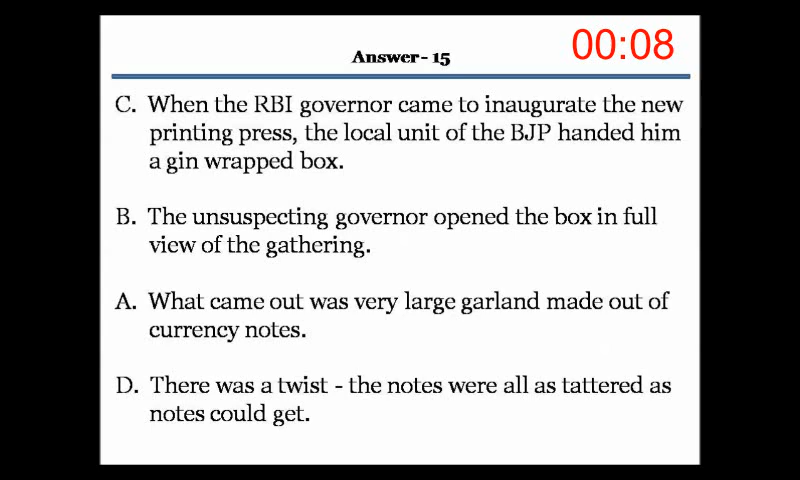 Answer- 15
00:08
C. When the RBI governor came to inaugurate the new
printing press, the local unit of the BJP handed him
a gin wrapped box.
B. The unsuspecting governor opened the box in full
view of the gathering.
A. What came out was very large garland made out of
currency notes.
D. There was a twist - the notes were all as tattered as
notes could get.